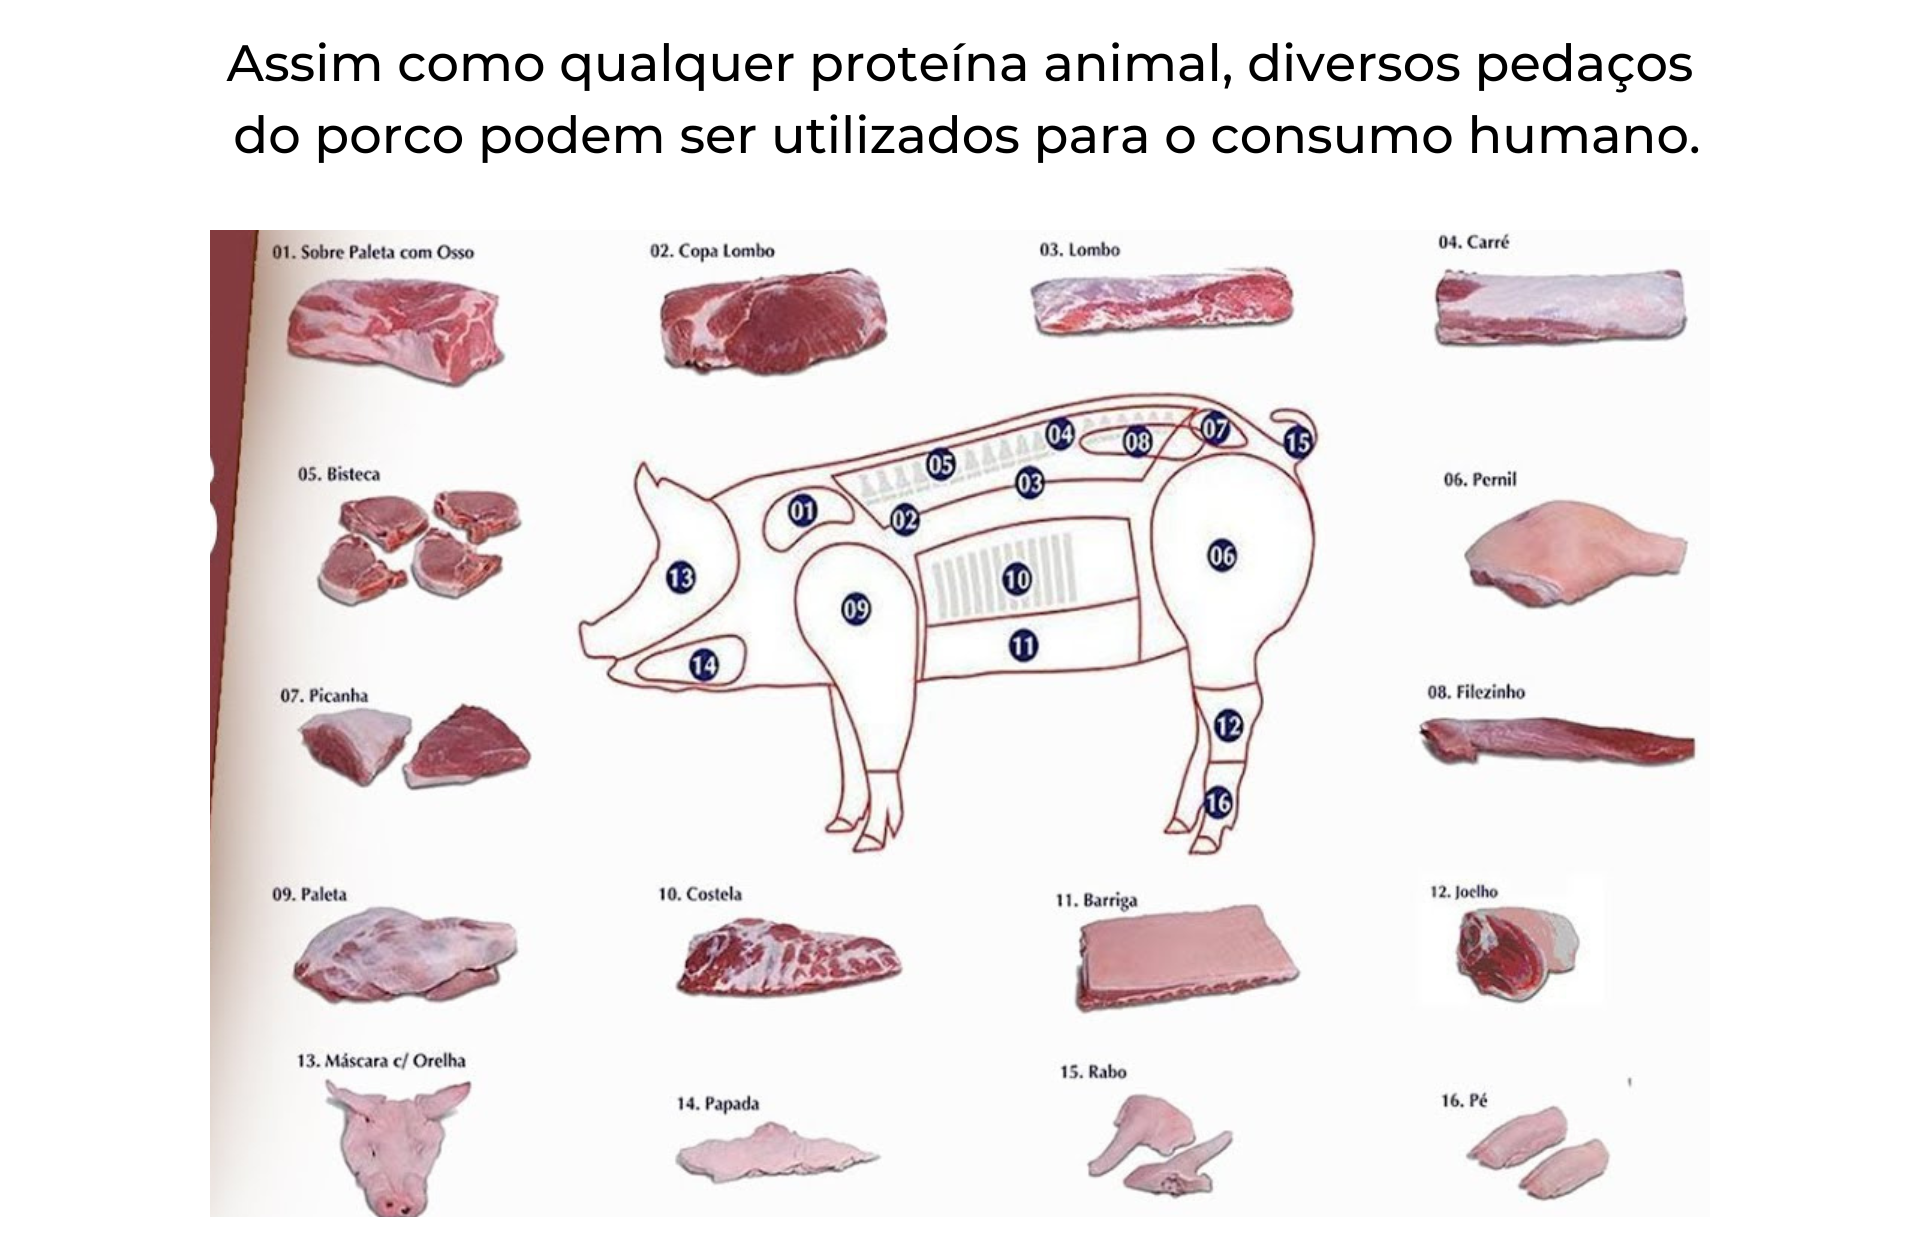 Assim como qualquer proteína animal, diversos pedaços
do porco podem ser utilizados para o consumo humano.
01. Sobre Paleta com Osso
02. Copa Lombo
03. Lombo
04. Carré
04
07
08
15
05
05. Bisteca
03
06. Pernil
01
02
06
13
10
09
11
14
07. Picanha
08. Filezinho
12
16
09. Paleta
10. Costela
11. Barriga
12. Joelho
13. Máscara c/ Orelha
15. Rabo
14. Papada
16. Pé